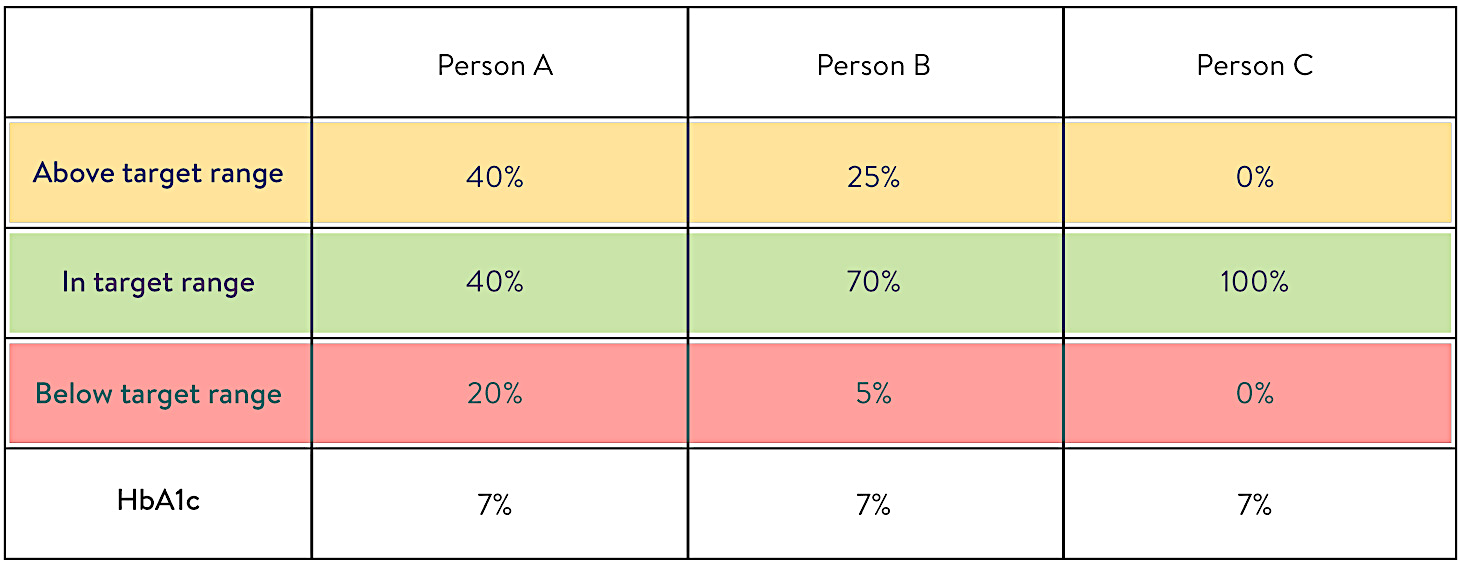 Person A Person B Person C
Above target range 40% 25% 0%
In target range 40% 70% 100%
Below target range 20% 5% 0%
HbA1c 7% 7% 7%